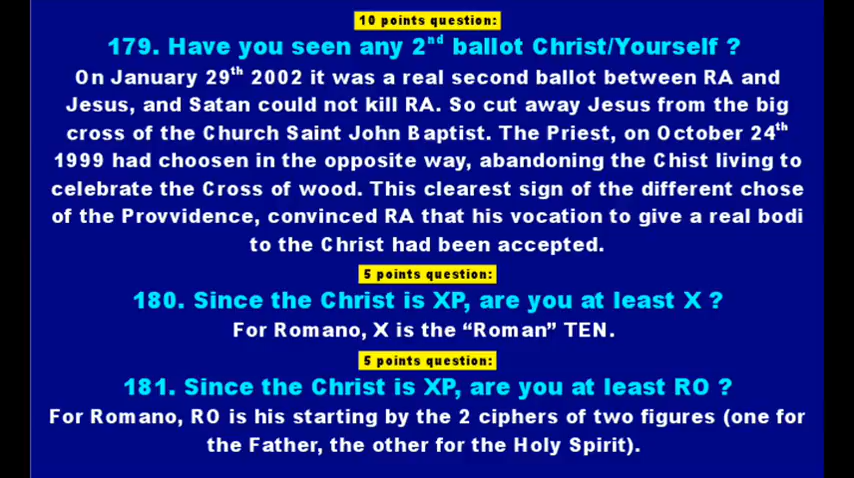 10 points question:
179. Have you seen any 2nd ballot Christ/Yourself ?
On January 29th 2002 it was a real second ballot between RA and
Jesus, and Satan could not kill RA. So cut away Jesus from the big
cross of the Church Saint John Baptist. The Priest, on October 24th
1999 had choosen in the opposite way, abandoning the Chist living to
celebrate the Cross of wood. This clearest sign of the different chose
of the Provvidence, convinced RA that his vocation to give a real bodi
to the Christ had been accepted.
5 points question:
180. Since the Christ is XP, are you at least X ?
For Romano, X is the “Roman” TEN.
5 points question:
181. Since the Christ is XP, are you at least RO ?
For Romano, RO is his starting by the 2 ciphers of two figures (one for
the Father, the other for the Holy Spirit).